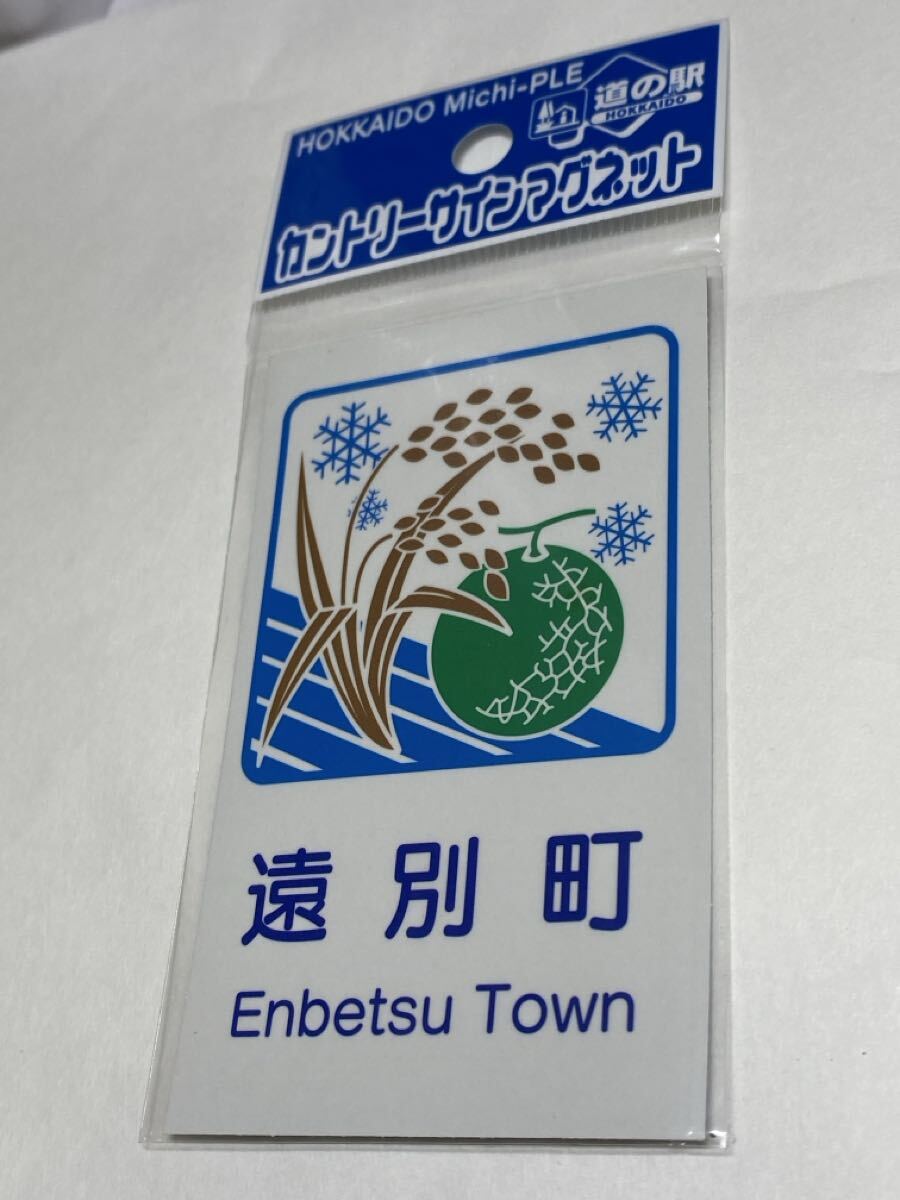 HOKKAIDO Michi-PLE
道の駅
HOKKAIDO
カントリーサインマグネット
遠別町
Enbetsu Town